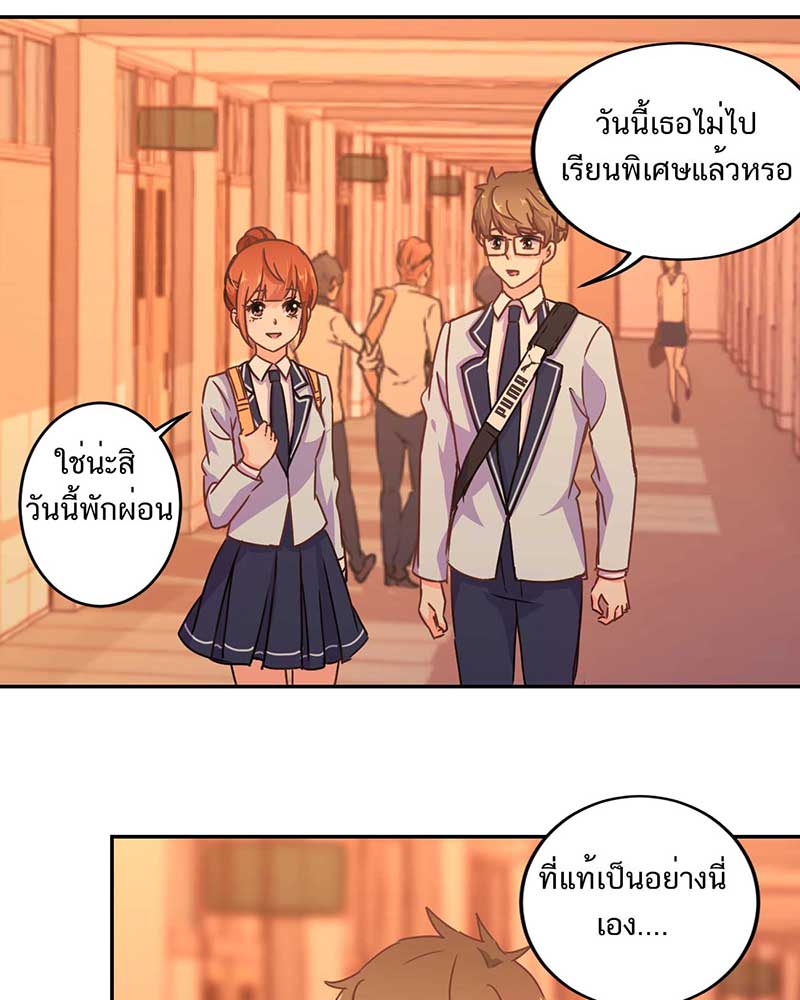 วันนี้เธอไม่ไป
เรียนพิเศษแล้วหรอ
PUMA
ใช่น่ะสิ
วันนี้พักผ่อน
ที่แท้เป็นอย่างนี่
เอง....